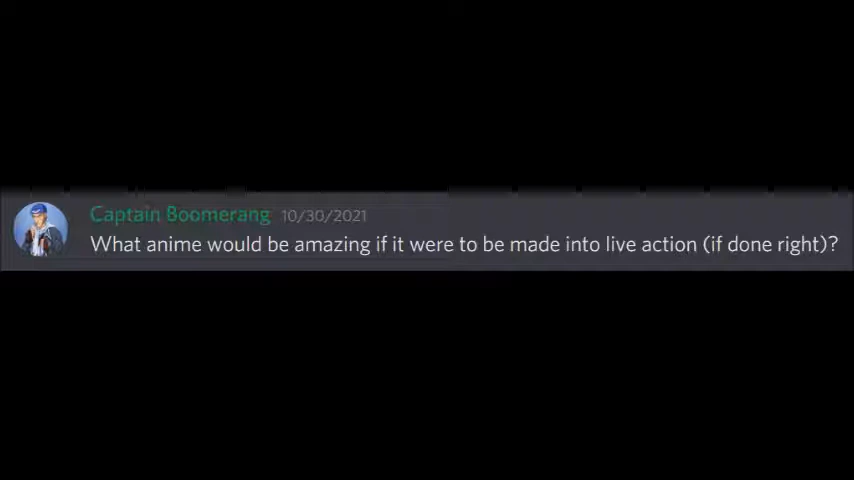 Captain Boomerang 10/30/2021
What anime would be amazing if it were to be made into live action (if done right)?